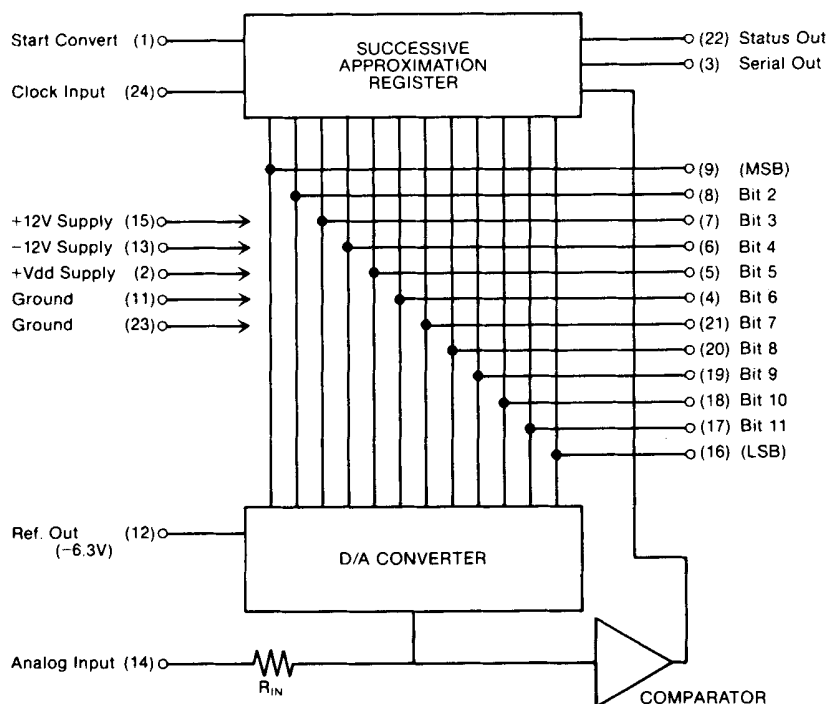 Start Convert (1)
Clock Input (24)
SUCCESSIVE
APPROXIMATION
REGISTER
(22) Status Out
(3) Serial Out
(9) (MSB)
(8) Bit 2
(7) Bit 3
(6) Bit 4
(5) Bit 5
(4) Bit 6
(21) Bit 7
(20) Bit 8
(19) Bit 9
(18) Bit 10
(17) Bit 11
(16) (LSB)
+12V Supply (15)
-12V Supply (13)
+Vdd Supply (2)
Ground (11)
Ground (23)
Ref. Out (12)
(-6.3V)
D/A CONVERTER
Analog Input (14)
RIN
COMPARATOR